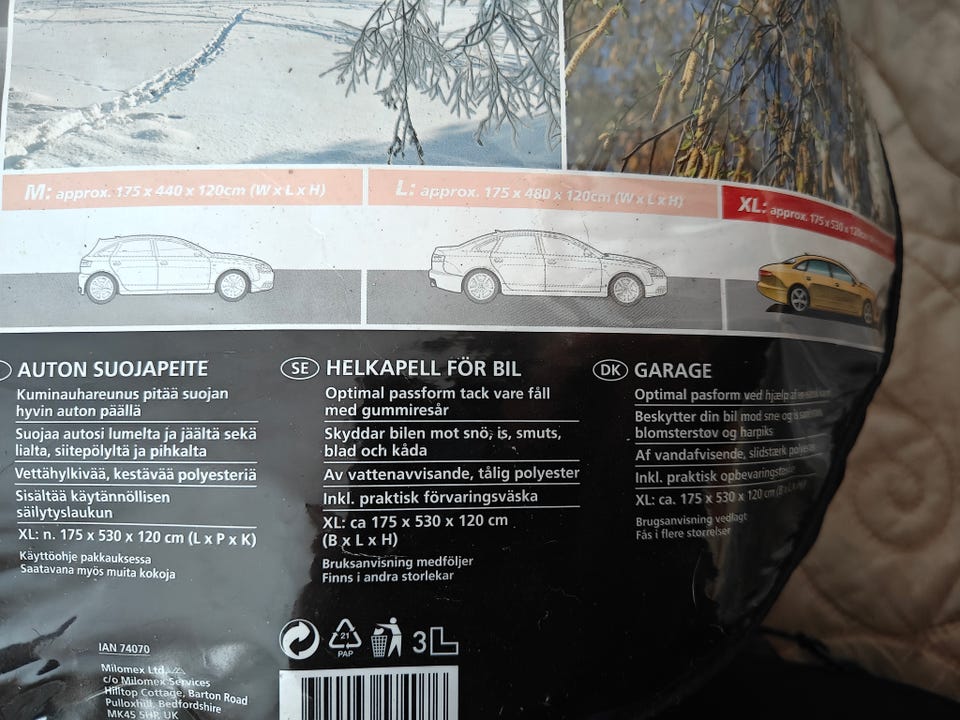 M: approx. 175 x 440 x 120cm (W x L x H)
L: approx. 175 x 480 x 120cm (W x L x H)
XL: approx. 175 x 530 x 120cm
AUTON SUOJAPEITE
Kuminauhareunus pitää suojan
hyvin auton päällä
Suojaa autosi lumelta ja jäältä sekä
lialta, siitepölyltä ja pihkalta
Vettähylkivää, kestävää polyesteriä
Sisältää käytännöllisen
säilytyslaukun
XL: n. 175 x 530 x 120 cm (L x P x K)
Käyttöohje pakkauksessa
Saatavana myös muita kokoja
SE HELKAPELL FÖR BIL
Optimal passform tack vare fåll
med gummiresår
Skyddar bilen mot snö, is, smuts,
blad och kåda
Av vattenavvisande, tålig polyester
Inkl. praktisk förvaringsväska
XL: ca 175 x 530 x 120 cm
(B x L x H)
Bruksanvisning medföljer
Finns i andra storlekar
DK GARAGE
Optimal pasform ved hjælp af
Beskytter din bil mod sne og is
blomsterstøv og harpiks
Af vandafvisende, slidstærk
Inkl. praktisk
XL: ca. 175 x 530 x 120 cm (B x L x H)
Brugsanvisning vedlagt
Fås i flere størrelser
21
PAP
3L
IAN 74070
Milomex Ltd.
c/o Milomex Services
Hilltop Cottage, Barton Road
Pulloxhill, Bedfordshire
MK45 5HP, UK